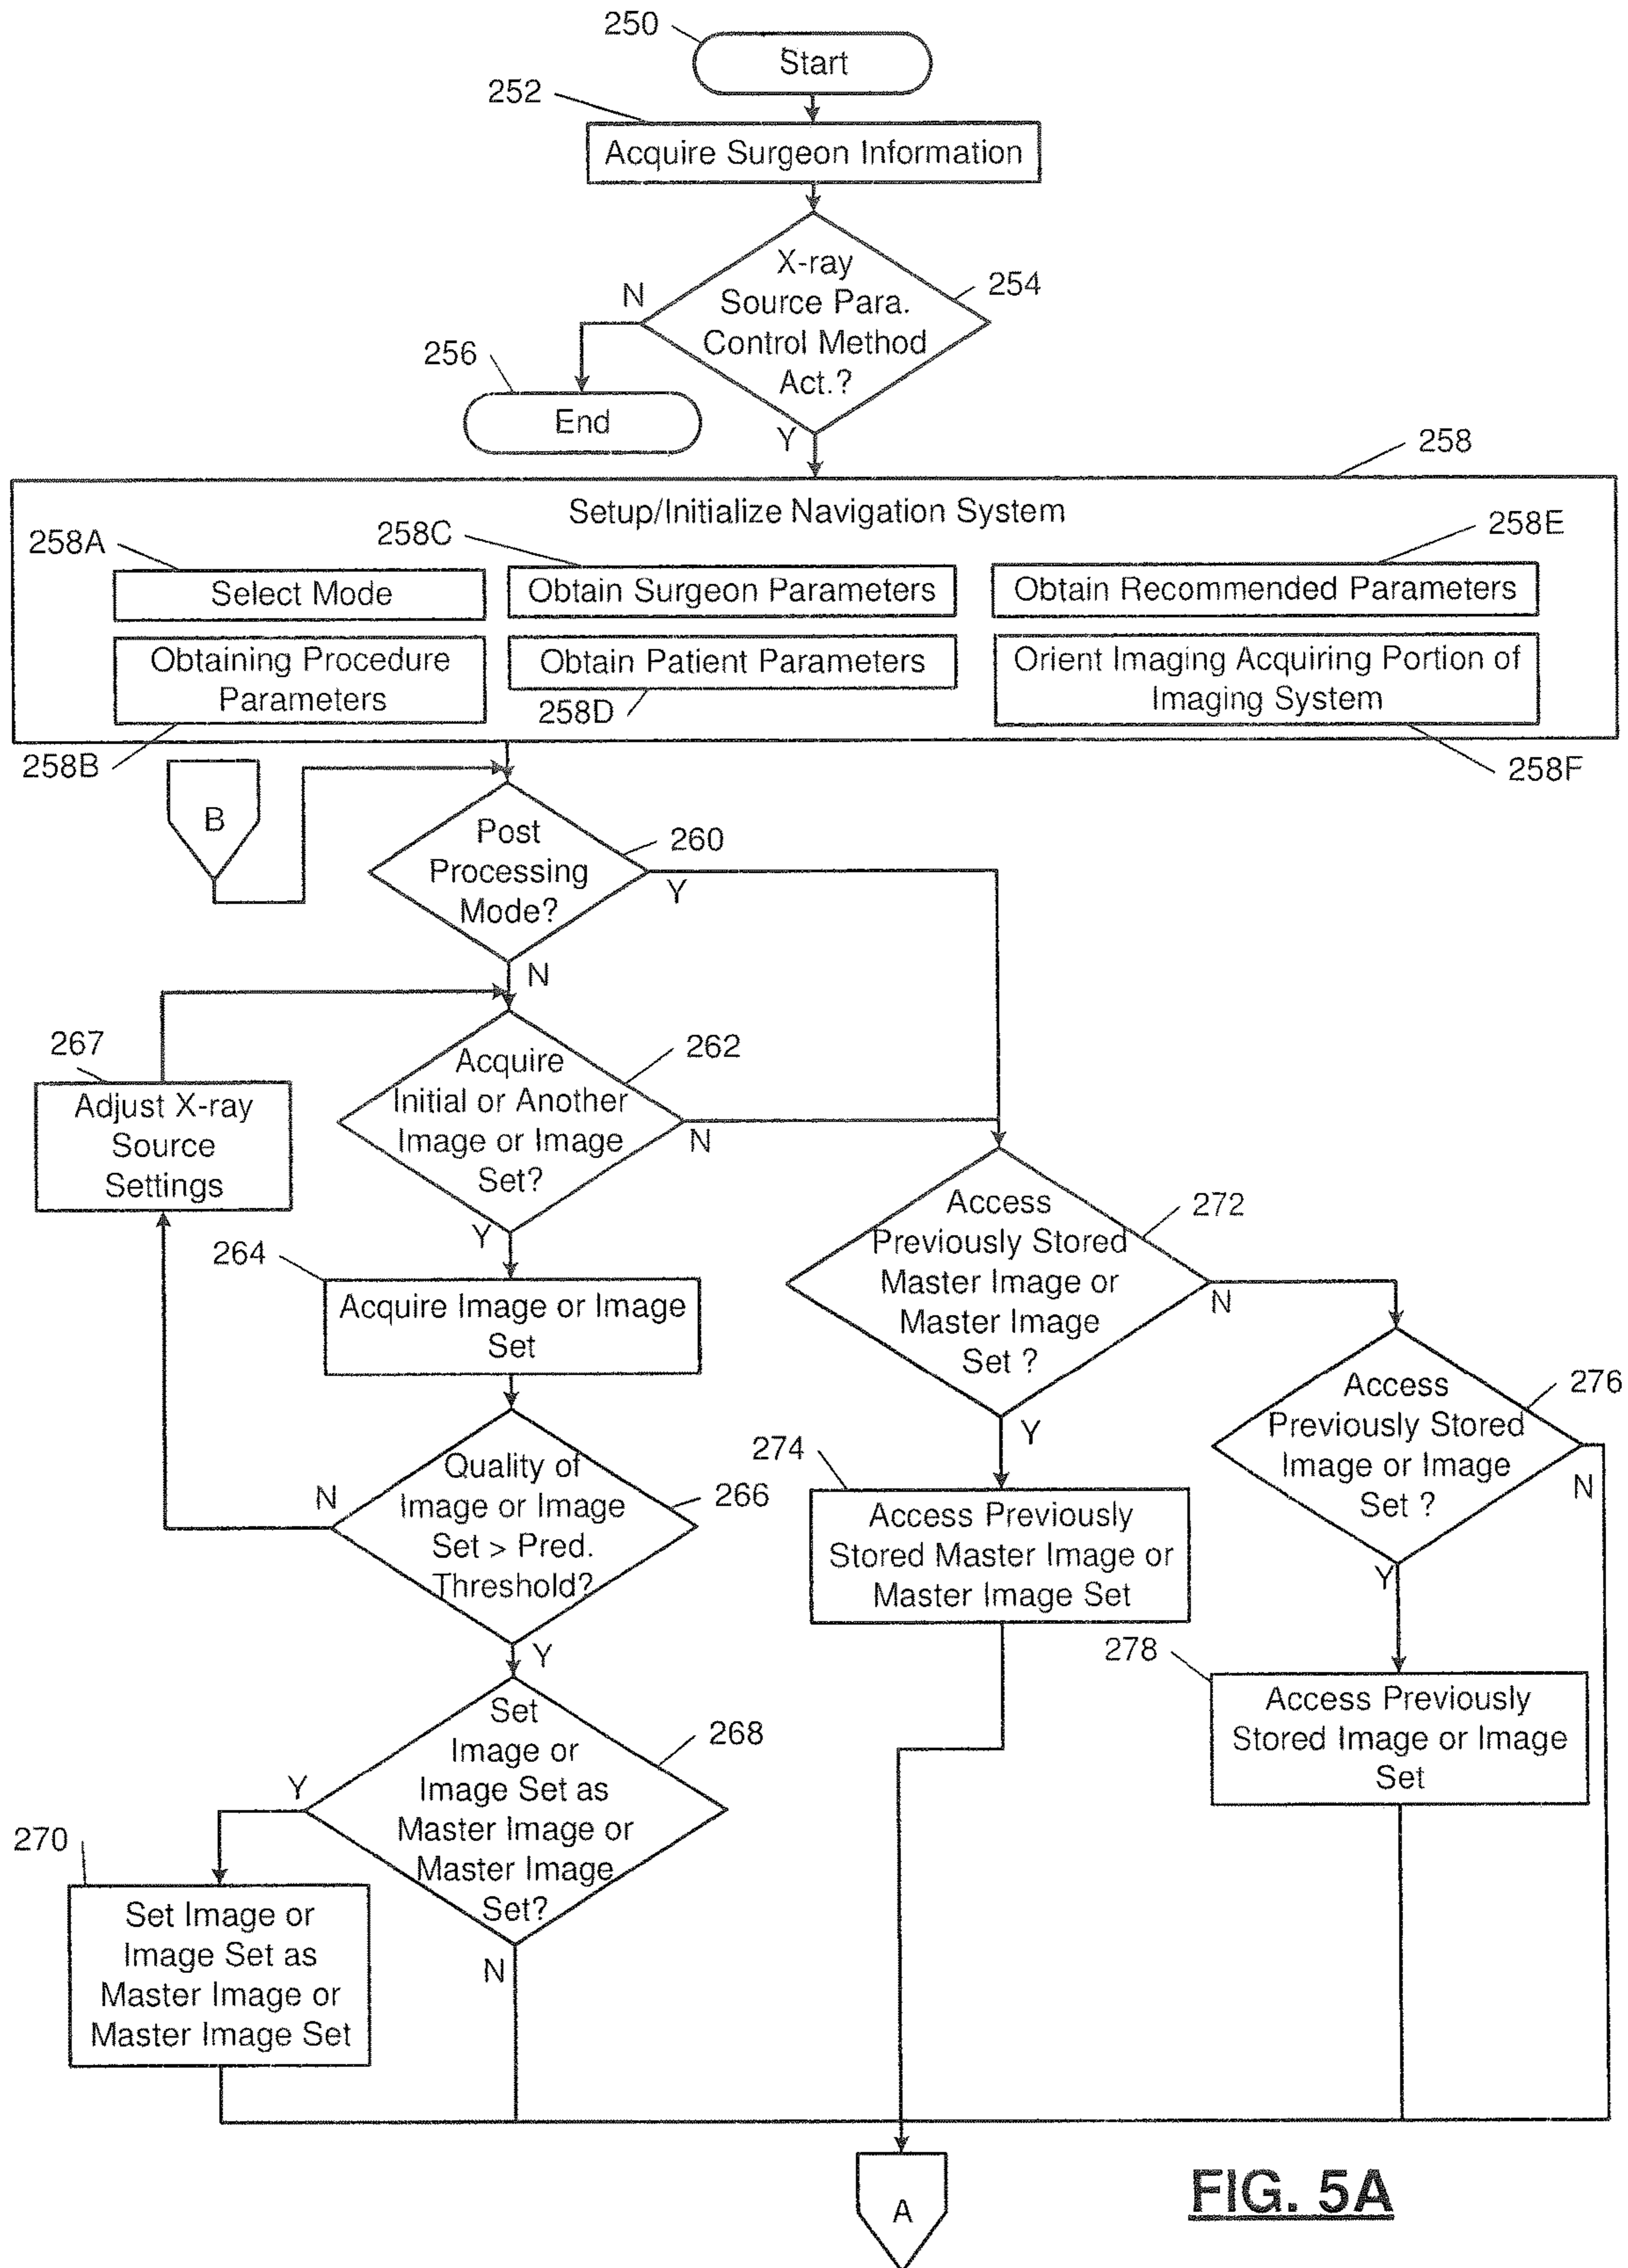 250
Start
252
Acquire Surgeon Information
X-ray
Source Para.
Control Method
Act.?
254
N
256
End
Y
258
Setup/Initialize Navigation System
258A
258C
258E
Select Mode
Obtain Surgeon Parameters
Obtain Recommended Parameters
Obtaining Procedure
Parameters
Obtain Patient Parameters
Orient Imaging Acquiring Portion of
Imaging System
258D
258B
258F
B
Post
Processing
Mode?
260
Y
N
267
Adjust X-ray
Source
Settings
Acquire
Initial or Another
Image or Image
Set?
262
N
Y
264
Acquire Image or Image
Set
Access
Previously Stored
Master Image or
Master Image
Set ?
272
N
Y
Access
Previously Stored
Image or Image
Set ?
276
N
Y
Quality of
Image or Image
Set > Pred.
Threshold?
266
N
Y
274
Access Previously
Stored Master Image or
Master Image Set
278
Access Previously
Stored Image or Image
Set
Set
Image or
Image Set as
Master Image or
Master Image
Set?
268
Y
N
270
Set Image or
Image Set as
Master Image or
Master Image Set
A
FIG. 5A